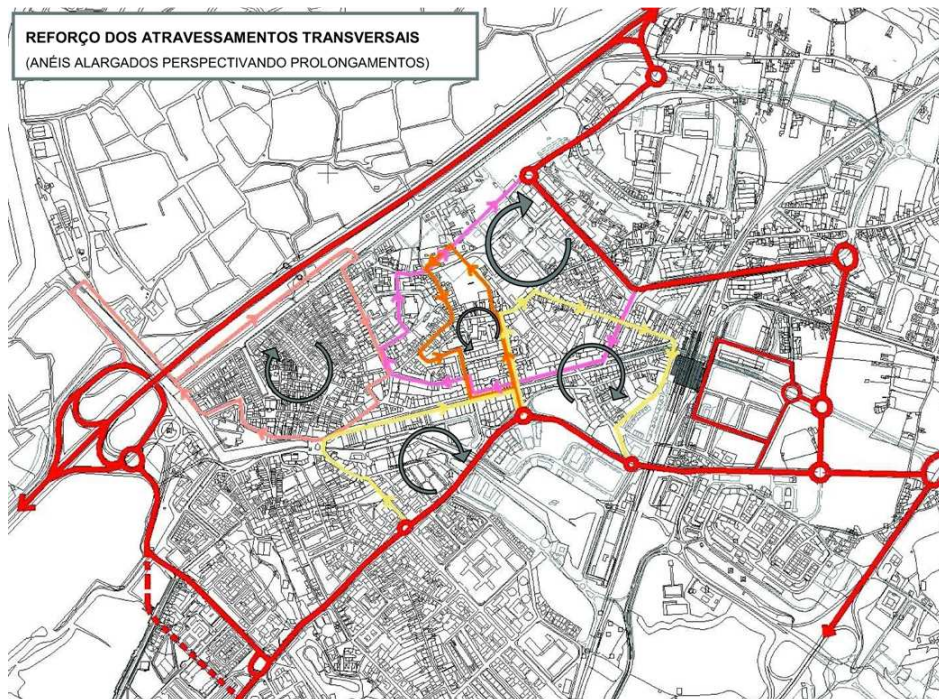 REFORÇO DOS ATRAVESSAMENTOS TRANSVERSAIS
(ANÉIS ALARGADOS PERSPECTIVANDO PROLONGAMENTOS)